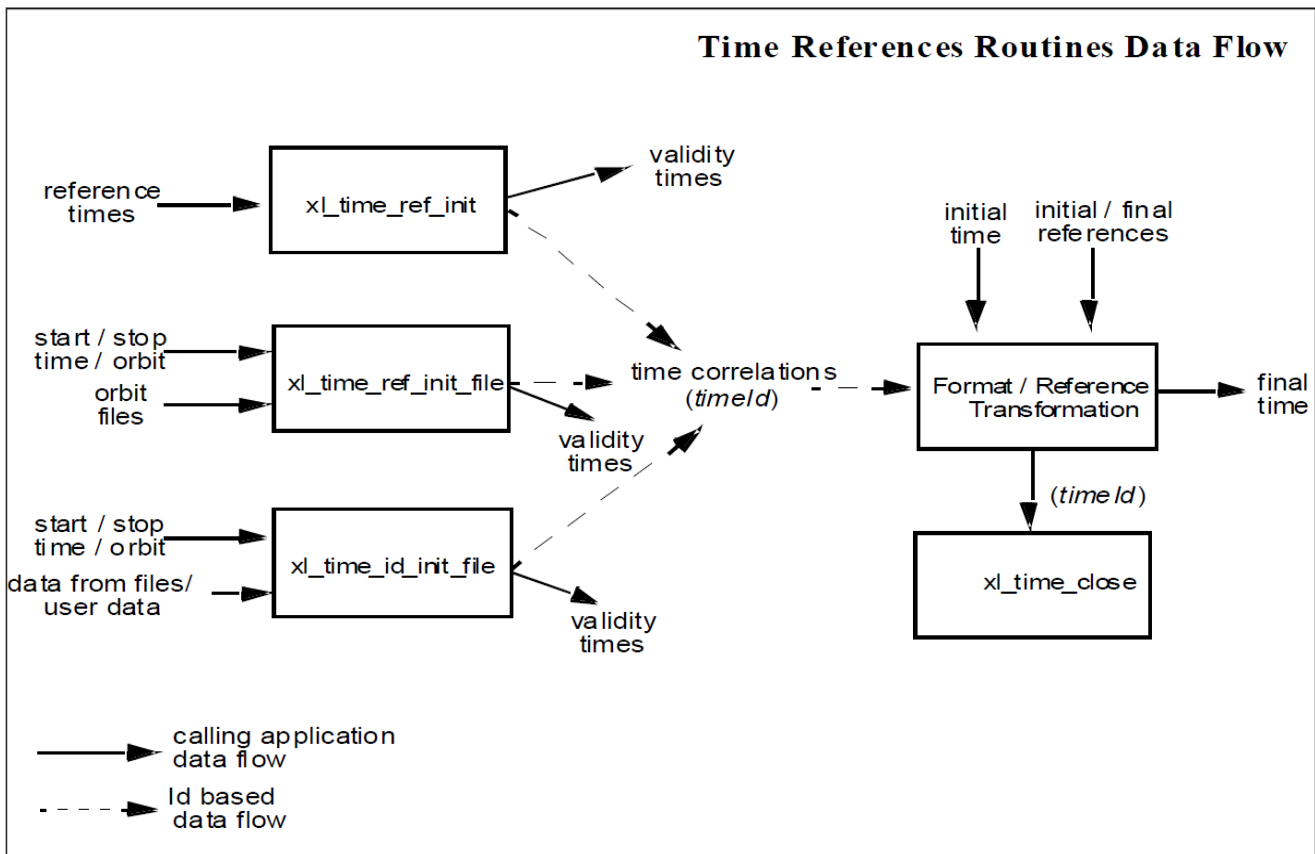 Time References Routines Data Flow
reference
times
xl_time_ref_init
validity
times
initial
time
initial / final
references
start / stop
time / orbit
orbit
files
xl_time_ref_init_file
validity
times
time correlations
(timeId)
Format / Reference
Transformation
final
time
start / stop
time / orbit
data from files/
user data
xl_time_id_init_file
validity
times
(timeId)
xl_time_close
calling application
data flow
Id based
data flow